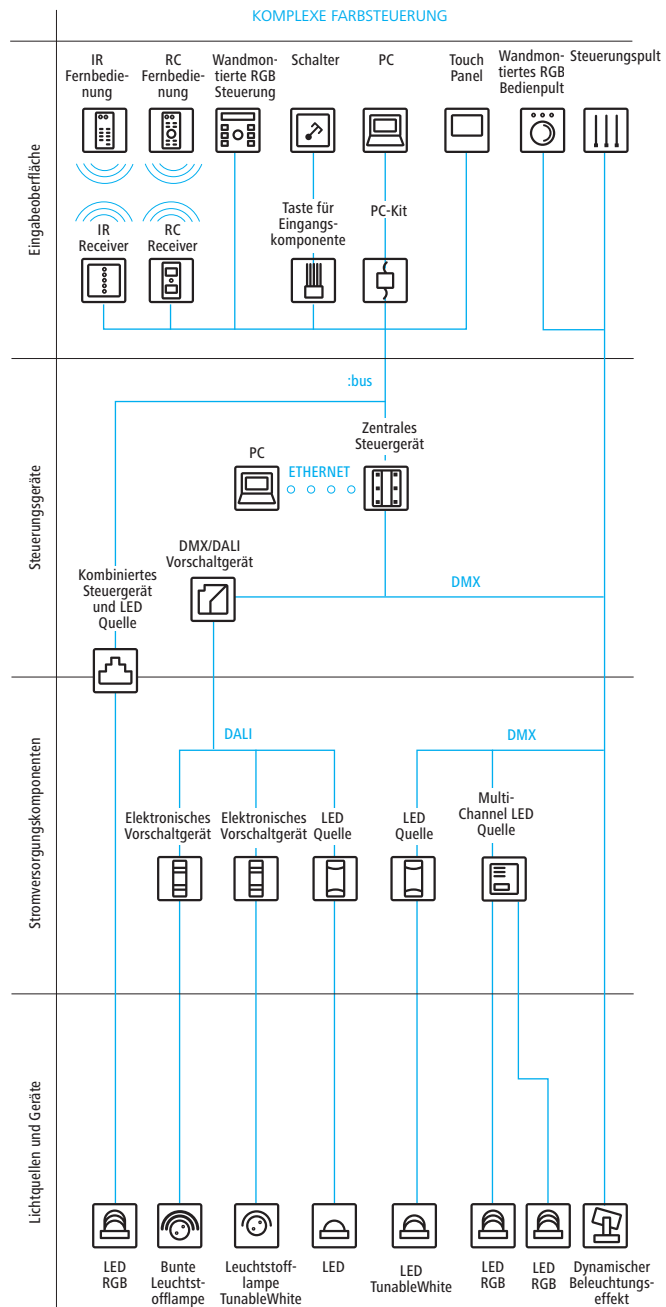 KOMPLEXE FARBSTEUERUNG
Eingabeoberfläche
IR
Fernbedie-
nung
RC
Fernbedie-
nung
Wandmon-
tierte RGB
Steuerung
Schalter
PC
Touch
Panel
Wandmon-
tiertes RGB
Bedienpult
Steuerungspult
IR
Receiver
RC
Receiver
Taste für
Eingangs-
komponente
PC-Kit
Steuerungsgeräte
:bus
Zentrales
Steuergerät
PC
ETHERNET
DMX/DALI
Vorschaltgerät
DMX
Kombiniertes
Steuergerät
und LED
Quelle
Stromversorgungskomponenten
DALI
DMX
Elektronisches
Vorschaltgerät
Elektronisches
Vorschaltgerät
LED
Quelle
LED
Quelle
Multi-
Channel LED
Quelle
Lichtquellen und Geräte
LED
RGB
Bunte
Leuchtst-
offlampe
Leuchtstoff-
lampe
TunableWhite
LED
LED
TunableWhite
LED
RGB
LED
RGB
Dynamischer
Beleuchtungs-
effekt